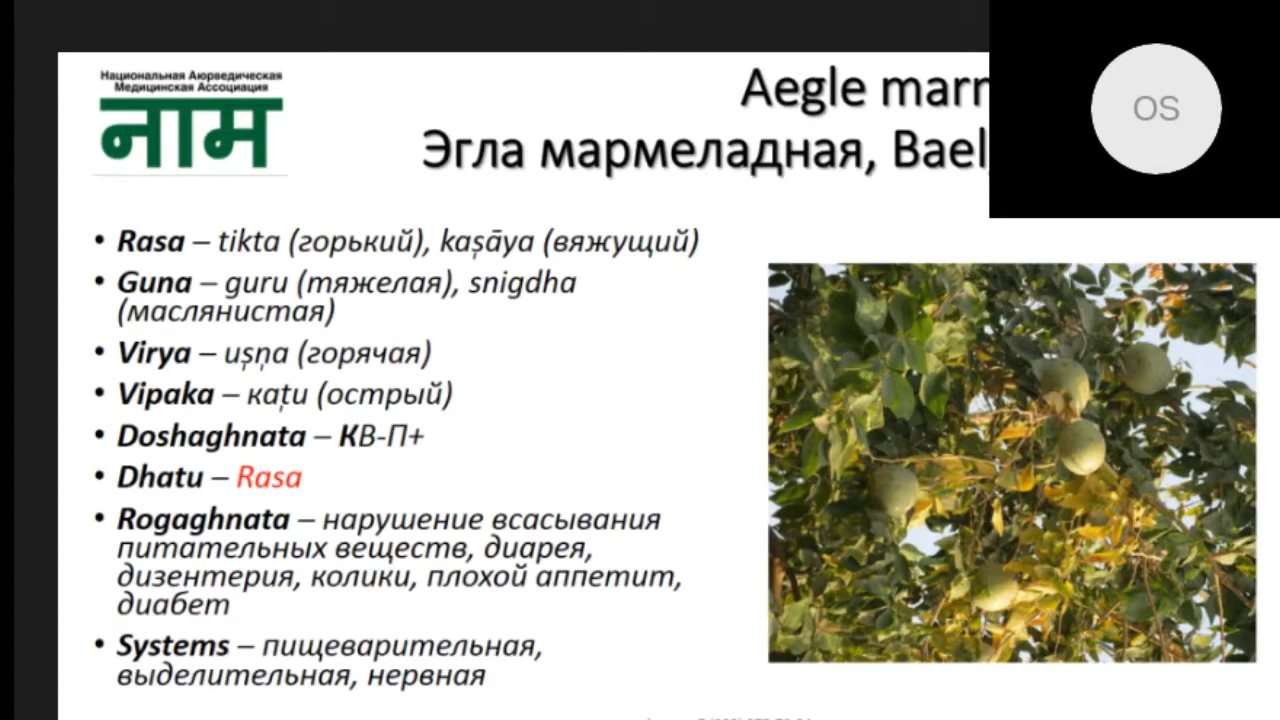 Национальная Аюрведическая
Медицинская Ассоциация
नाम
Aegle
Эгла мармеладная, Bael,
OS
• Rasa – tikta (горький), kaṣāya (вяжущий)
• Guna – guru (тяжелая), snigdha
(маслянистая)
• Virya – uṣṇa (горячая)
• Vipaka – кaṭu (острый)
• Doshaghnata – КВ-П+
• Dhatu – Rasa
• Rogaghnata – нарушение всасывания
питательных веществ, диарея,
дизентерия, колики, плохой аппетит,
диабет
• Systems – пищеварительная,
выделительная, нервная